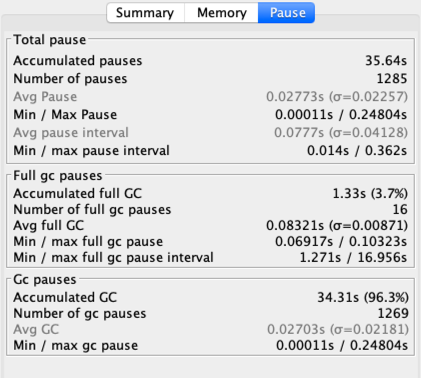 Summary Memory Pause
Total pause
Accumulated pauses 35.64s
Number of pauses 1285
Avg Pause 0.02773s (σ=0.02257)
Min / Max Pause 0.00011s / 0.24804s
Avg pause interval 0.0777s (σ=0.04128)
Min / max pause interval 0.014s / 0.362s
Full gc pauses
Accumulated full GC 1.33s (3.7%)
Number of full gc pauses 16
Avg full GC 0.08321s (σ=0.00871)
Min / max full gc pause 0.06917s / 0.10323s
Min / max full gc pause interval 1.271s / 16.956s
Gc pauses
Accumulated GC 34.31s (96.3%)
Number of gc pauses 1269
Avg GC 0.02703s (σ=0.02181)
Min / max gc pause 0.00011s / 0.24804s